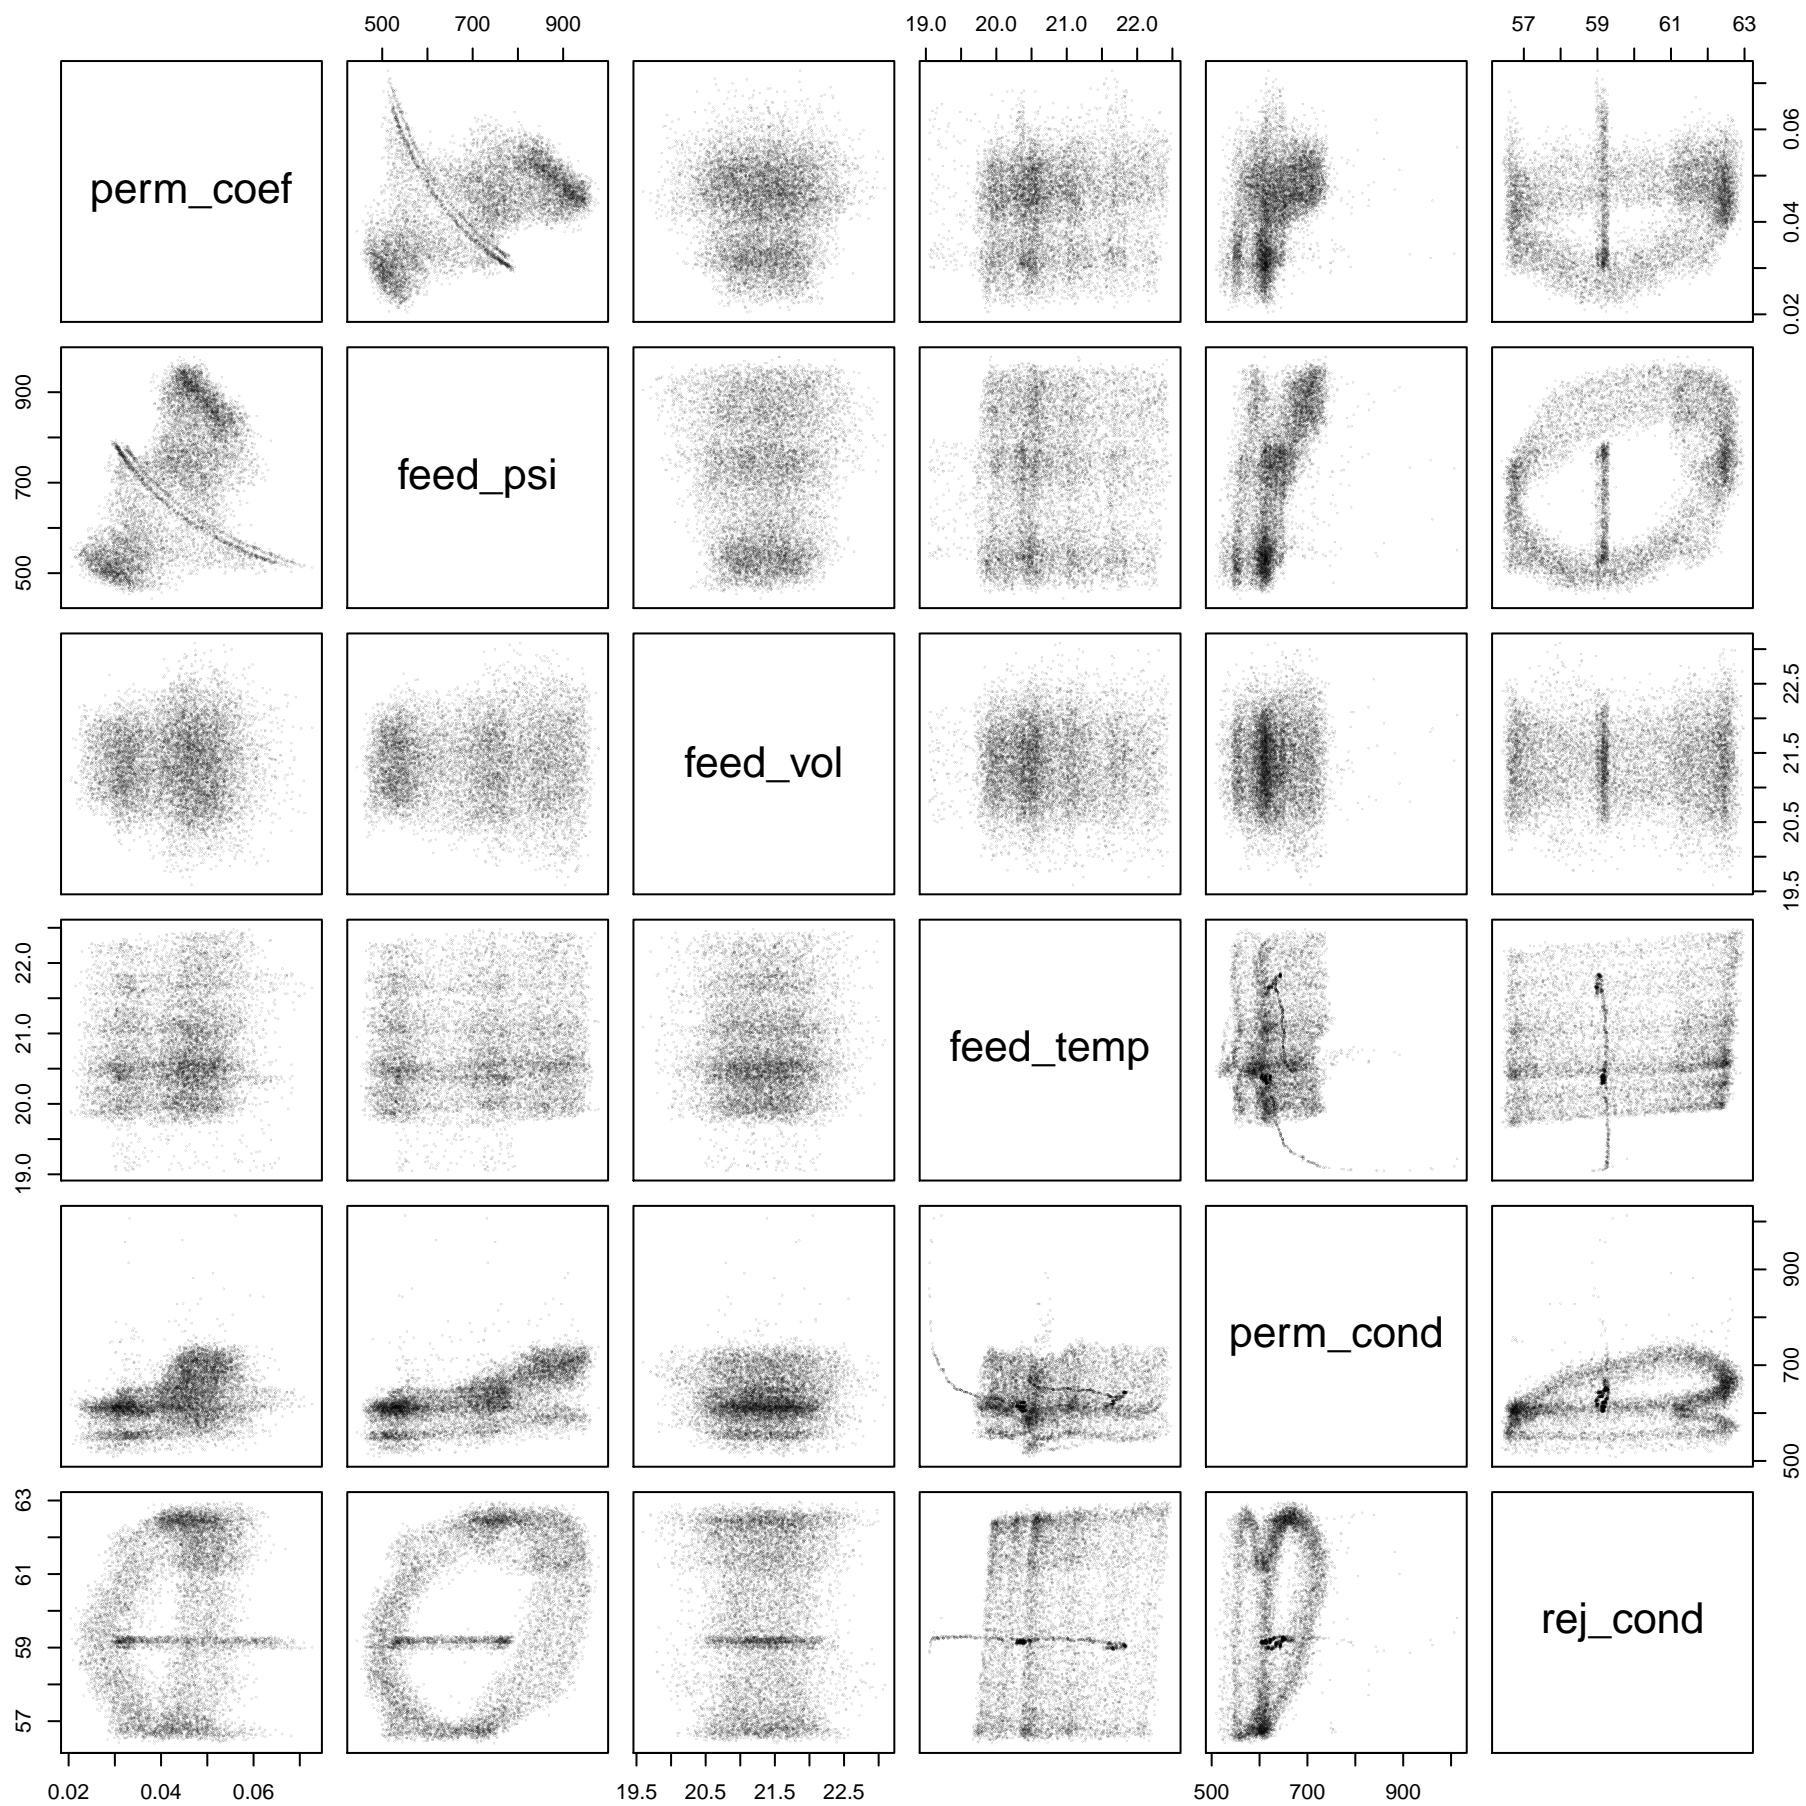 500 700 900 19.0 20.0 21.0 22.0 57 59 61 63
perm_coef
0.02 0.04 0.06
feed_psi
500 700 900
feed_vol
19.5 20.5 21.5 22.5
feed_temp
19.0 20.0 21.0 22.0
perm_cond
500 700 900
rej_cond
57 59 61 63
0.02 0.04 0.06 19.5 20.5 21.5 22.5 500 700 900